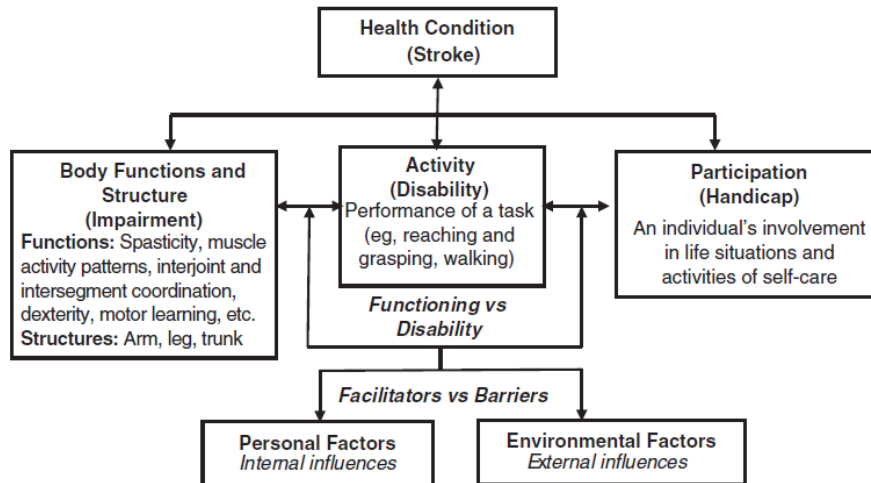 Health Condition
(Stroke)
Body Functions and
Structure
(Impairment)
Functions: Spasticity, muscle
activity patterns, interjoint and
intersegment coordination,
dexterity, motor learning, etc.
Structures: Arm, leg, trunk
Activity
(Disability)
Performance of a task
(eg, reaching and
grasping, walking)
Participation
(Handicap)
An individual's involvement
in life situations and
activities of self-care
Functioning vs
Disability
Facilitators vs Barriers
Personal Factors
Internal influences
Environmental Factors
External influences